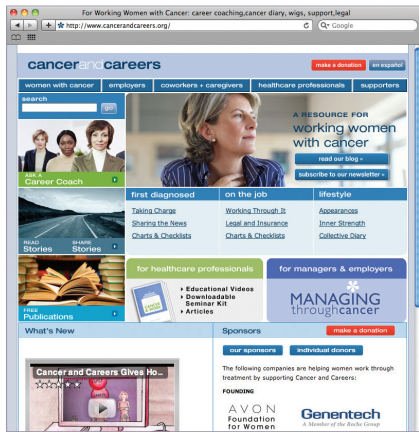 For Working Women with Cancer: career coaching,cancer diary, wigs, support,legal
http://www.cancerandcareers.org/
Google
cancerandcareers
make a donation
en español
women with cancer
employers
coworkers + caregivers
healthcare professionals
supporters
search
go
A RESOURCE FOR
working women
with cancer
read our blog »
subscribe to our newsletter »
ASK A
Career Coach
READ
Stories
SHARE
Stories
FREE
Publications
first diagnosed
Taking Charge
Sharing the News
Charts & Checklists
on the job
Working Through It
Legal and Insurance
Charts & Checklists
lifestyle
Appearances
Inner Strength
Collective Diary
for healthcare professionals
Educational Videos
Downloadable
Seminar Kit
Articles
for managers & employers
MANAGING
throughcancer
What's New
Cancer and Careers Gives Ho...
Sponsors
make a donation
our sponsors
individual donors
The following companies are helping women work through
treatment by supporting Cancer and Careers:
FOUNDING
AVON
Foundation
for Women
Genentech
A Member of the Roche Group